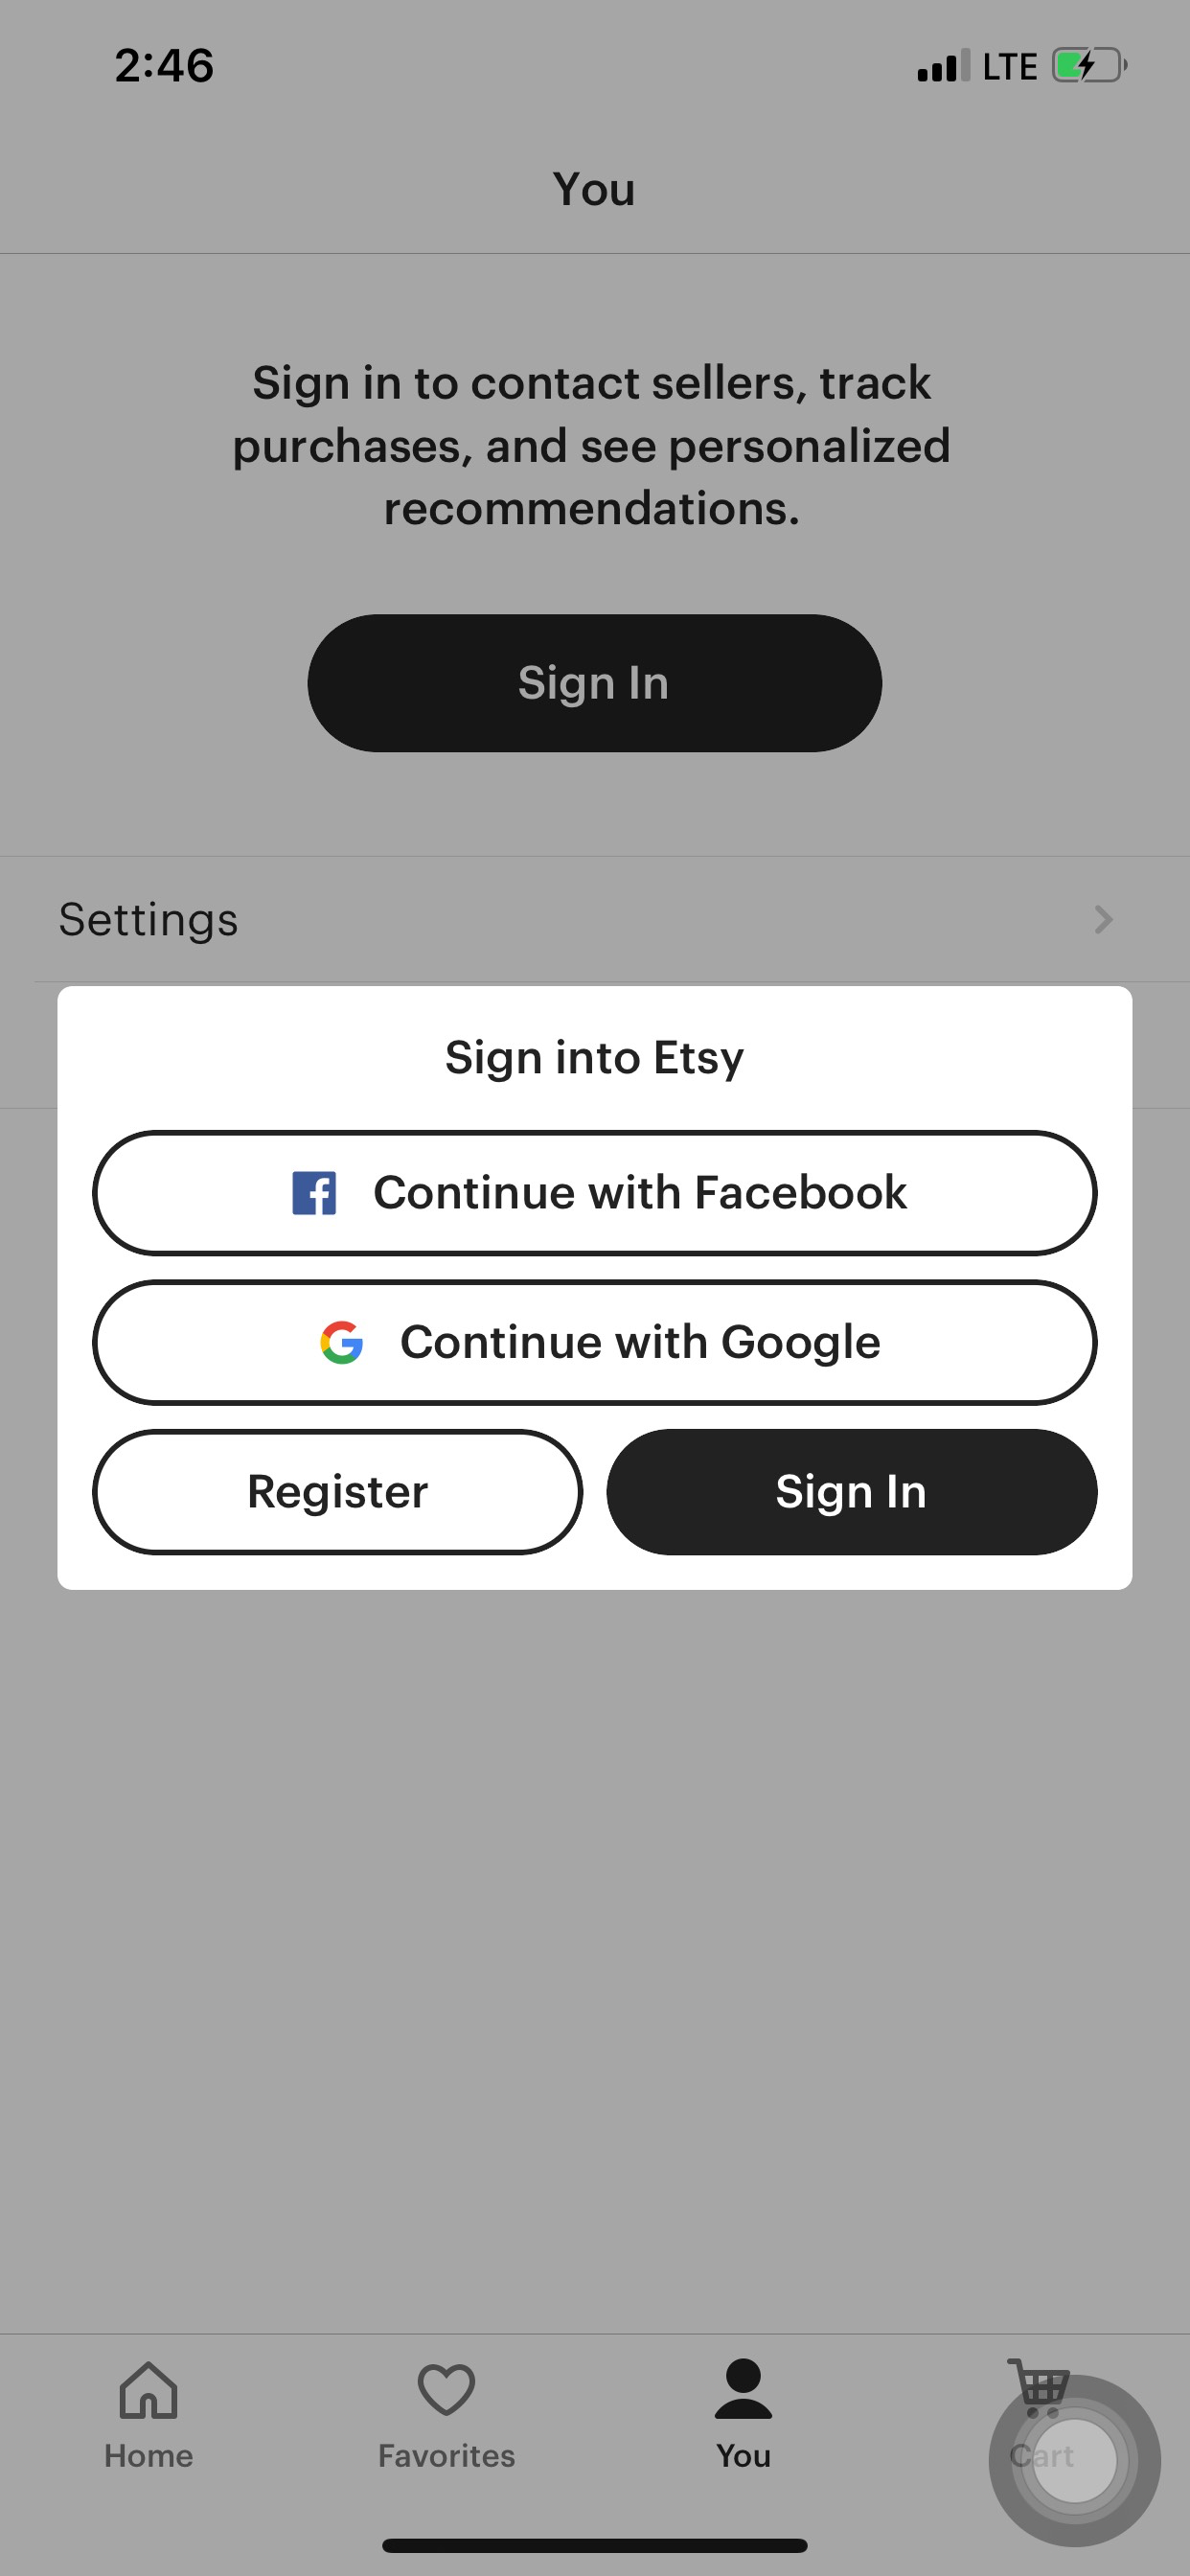 2:46
LTE
You
Sign in to contact sellers, track
purchases, and see personalized
recommendations.
Sign In
Settings
Sign into Etsy
Continue with Facebook
Continue with Google
Register
Sign In
Home
Favorites
You
Cart